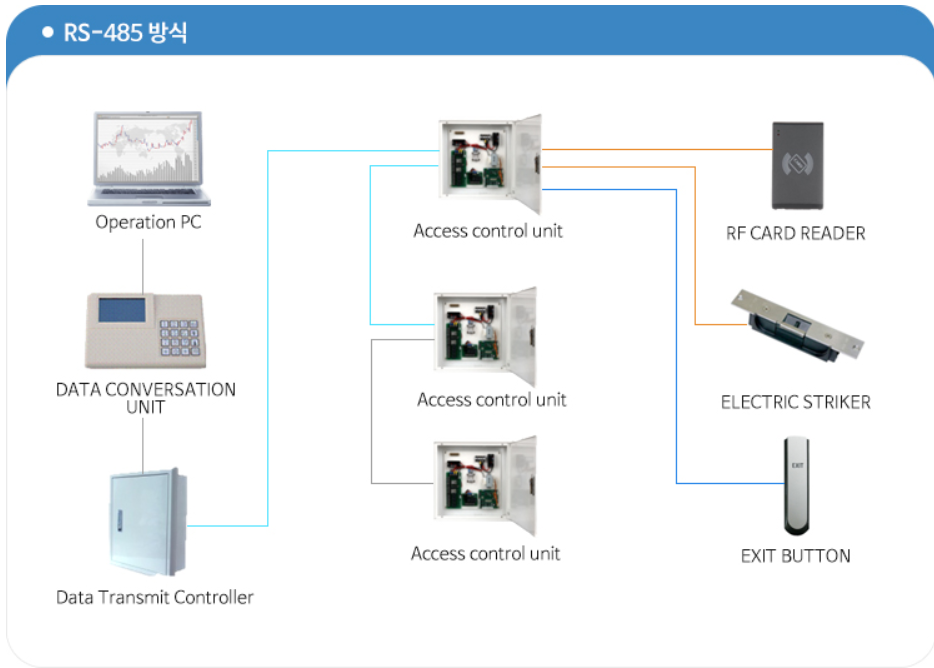 • RS-485 방식
Operation PC
DATA CONVERSATION
UNIT
Data Transmit Controller
Access control unit
Access control unit
Access control unit
RF CARD READER
ELECTRIC STRIKER
EXIT
EXIT BUTTON